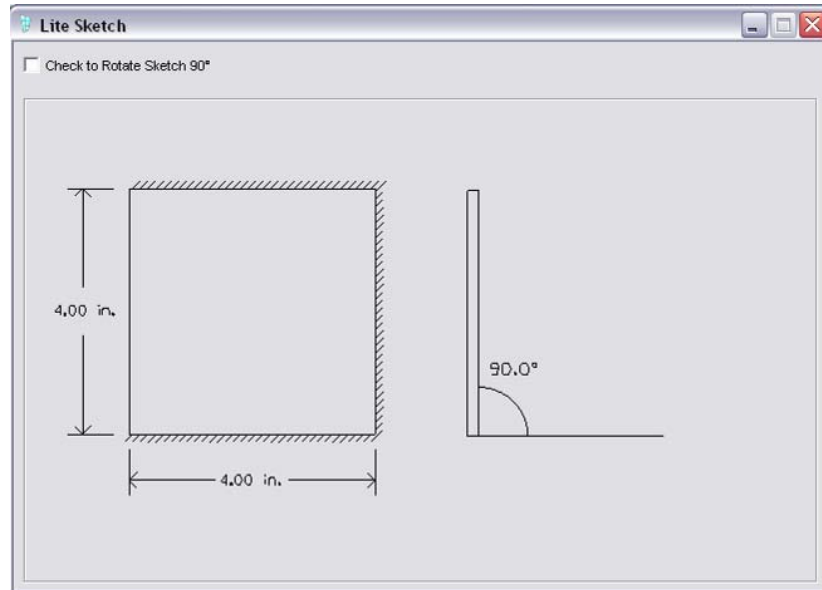 Lite Sketch
Check to Rotate Sketch 90°
4.00 in.
90.0°
4.00 in.